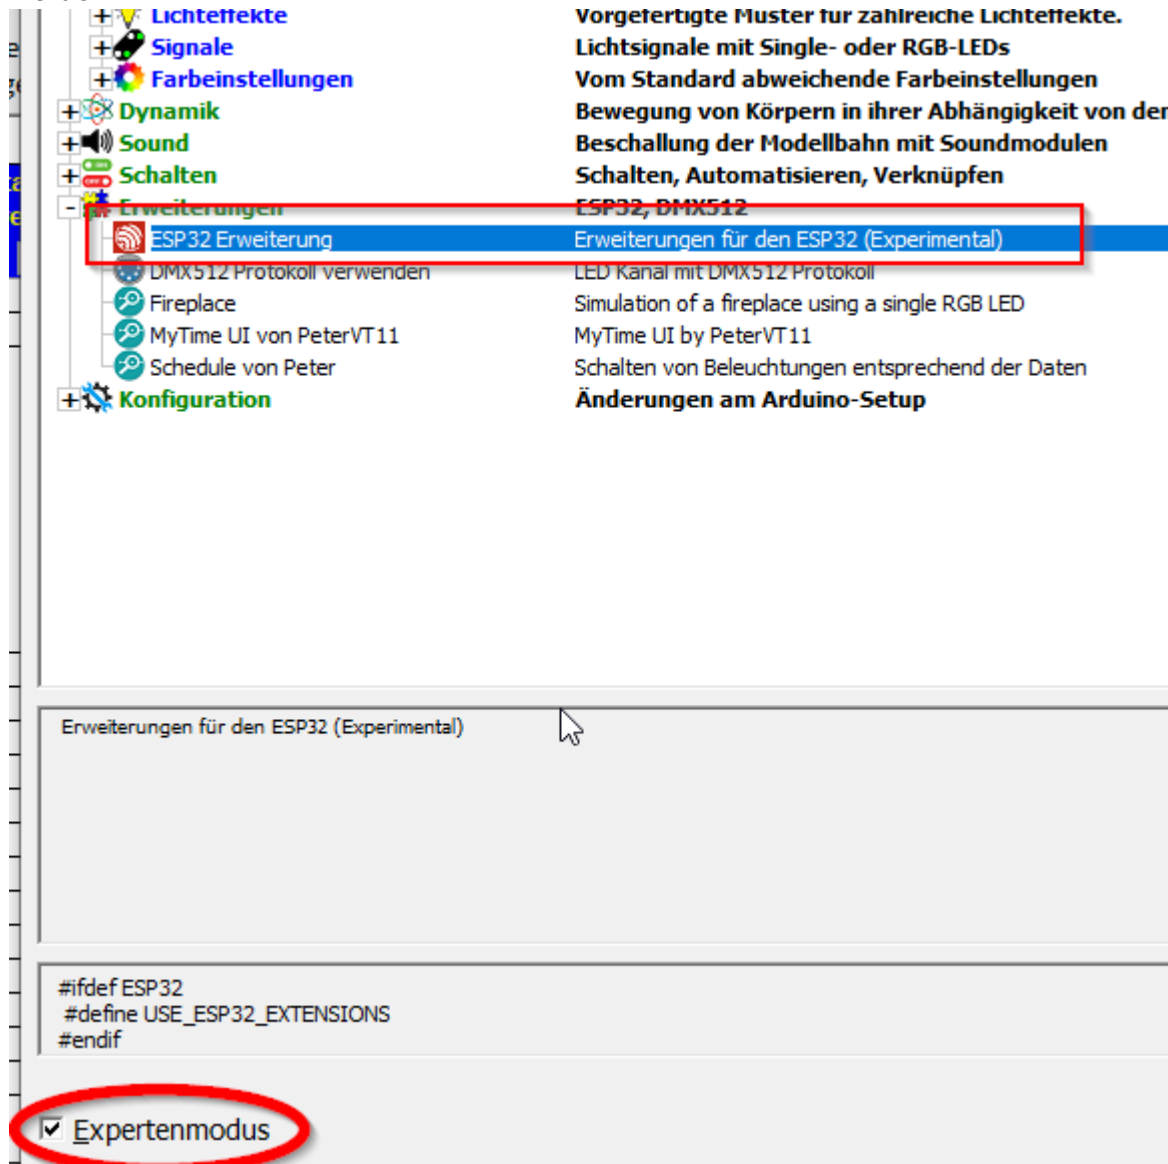 Lichteffekte Vorgefertigte Muster für zahlreiche Lichteffekte.
Signale Lichtsignale mit Single- oder RGB-LEDs
Farbeinstellungen Vom Standard abweichende Farbeinstellungen
Dynamik Bewegung von Körpern in ihrer Abhängigkeit von der
Sound Beschallung der Modellbahn mit Soundmodulen
Schalten Schalten, Automatisieren, Verknüpfen
Erweiterungen ESP32, DMX512
ESP32 Erweiterung Erweiterungen für den ESP32 (Experimental)
DMX512 Protokoll verwenden LED Kanal mit DMX512 Protokoll
Fireplace Simulation of a fireplace using a single RGB LED
MyTime UI von PeterVT11 MyTime UI by PeterVT11
Schedule von Peter Schalten von Beleuchtungen entsprechend der Daten
Konfiguration Änderungen am Arduino-Setup
Erweiterungen für den ESP32 (Experimental)
#ifdef ESP32
#define USE_ESP32_EXTENSIONS
#endif
Expertenmodus